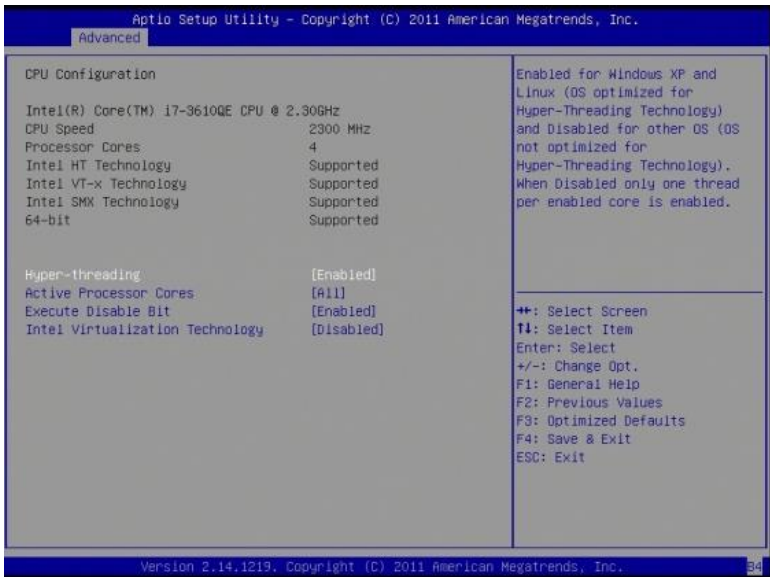 Aptio Setup Utility – Copyright (C) 2011 American Megatrends, Inc.
Advanced
CPU Configuration
Intel(R) Core(TM) i7-3610QE CPU @ 2.30GHz
CPU Speed 2300 MHz
Processor Cores 4
Intel HT Technology Supported
Intel VT-x Technology Supported
Intel SMX Technology Supported
64-bit Supported
Hyper-threading [Enabled]
Active Processor Cores [All]
Execute Disable Bit [Enabled]
Intel Virtualization Technology [Disabled]
Enabled for Windows XP and
Linux (OS optimized for
Hyper-Threading Technology)
and Disabled for other OS (OS
not optimized for
Hyper-Threading Technology).
When Disabled only one thread
per enabled core is enabled.
→←: Select Screen
↑↓: Select Item
Enter: Select
+/-: Change Opt.
F1: General Help
F2: Previous Values
F3: Optimized Defaults
F4: Save & Exit
ESC: Exit
Version 2.14.1219. Copyright (C) 2011 American Megatrends, Inc.
B4